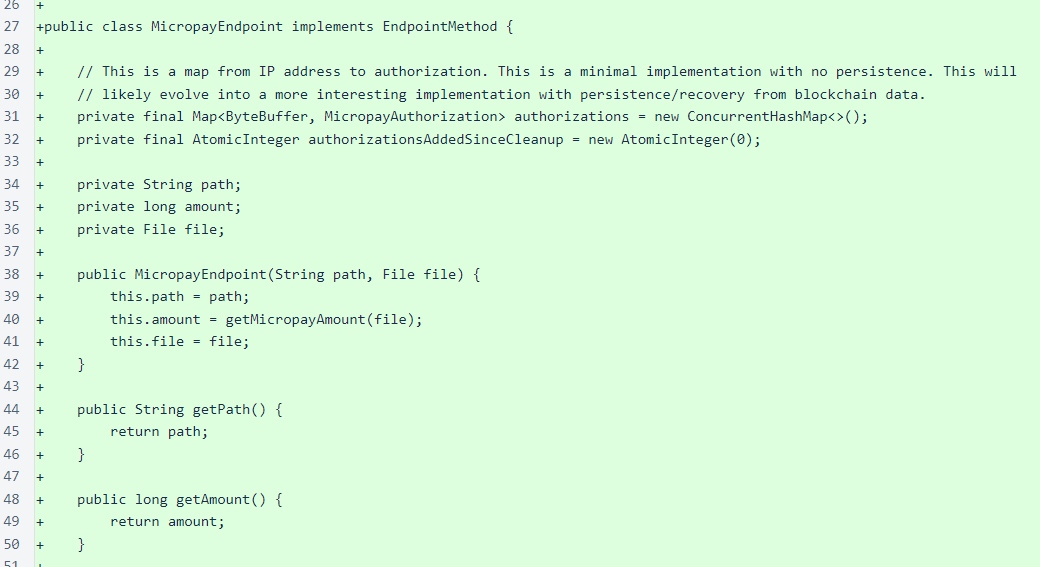 26 +
27 +public class MicropayEndpoint implements EndpointMethod {
28 +
29 +    // This is a map from IP address to authorization. This is a minimal implementation with no persistence. This will
30 +    // likely evolve into a more interesting implementation with persistence/recovery from blockchain data.
31 +    private final Map<ByteBuffer, MicropayAuthorization> authorizations = new ConcurrentHashMap<>();
32 +    private final AtomicInteger authorizationsAddedSinceCleanup = new AtomicInteger(0);
33 +
34 +    private String path;
35 +    private long amount;
36 +    private File file;
37 +
38 +    public MicropayEndpoint(String path, File file) {
39 +        this.path = path;
40 +        this.amount = getMicropayAmount(file);
41 +        this.file = file;
42 +    }
43 +
44 +    public String getPath() {
45 +        return path;
46 +    }
47 +
48 +    public long getAmount() {
49 +        return amount;
50 +    }
51 +